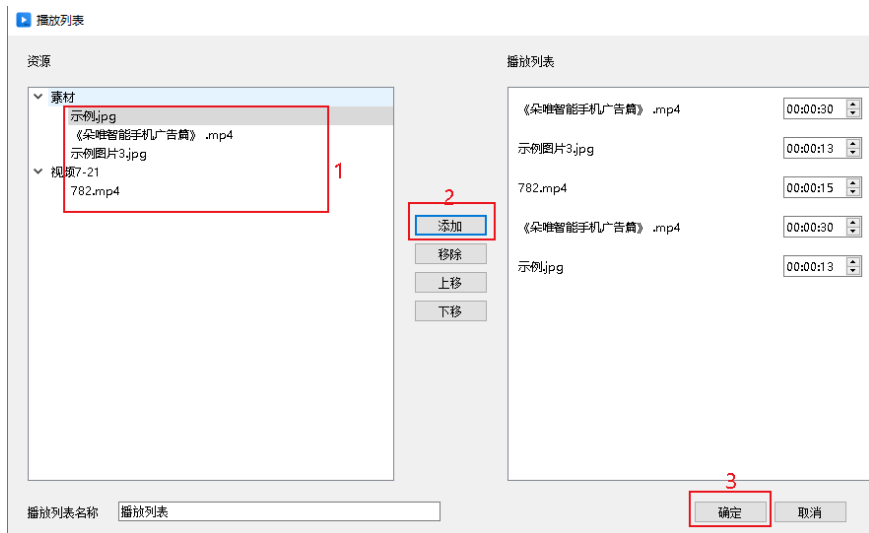 播放列表
资源
播放列表
素材
示例.jpg
《朵唯智能手机广告篇》 .mp4
示例图片3.jpg
视频7-21
782.mp4
1
2
添加
移除
上移
下移
《朵唯智能手机广告篇》 .mp4 00:00:30
示例图片3.jpg 00:00:13
782.mp4 00:00:15
《朵唯智能手机广告篇》 .mp4 00:00:30
示例.jpg 00:00:13
3
播放列表名称 播放列表
确定 取消